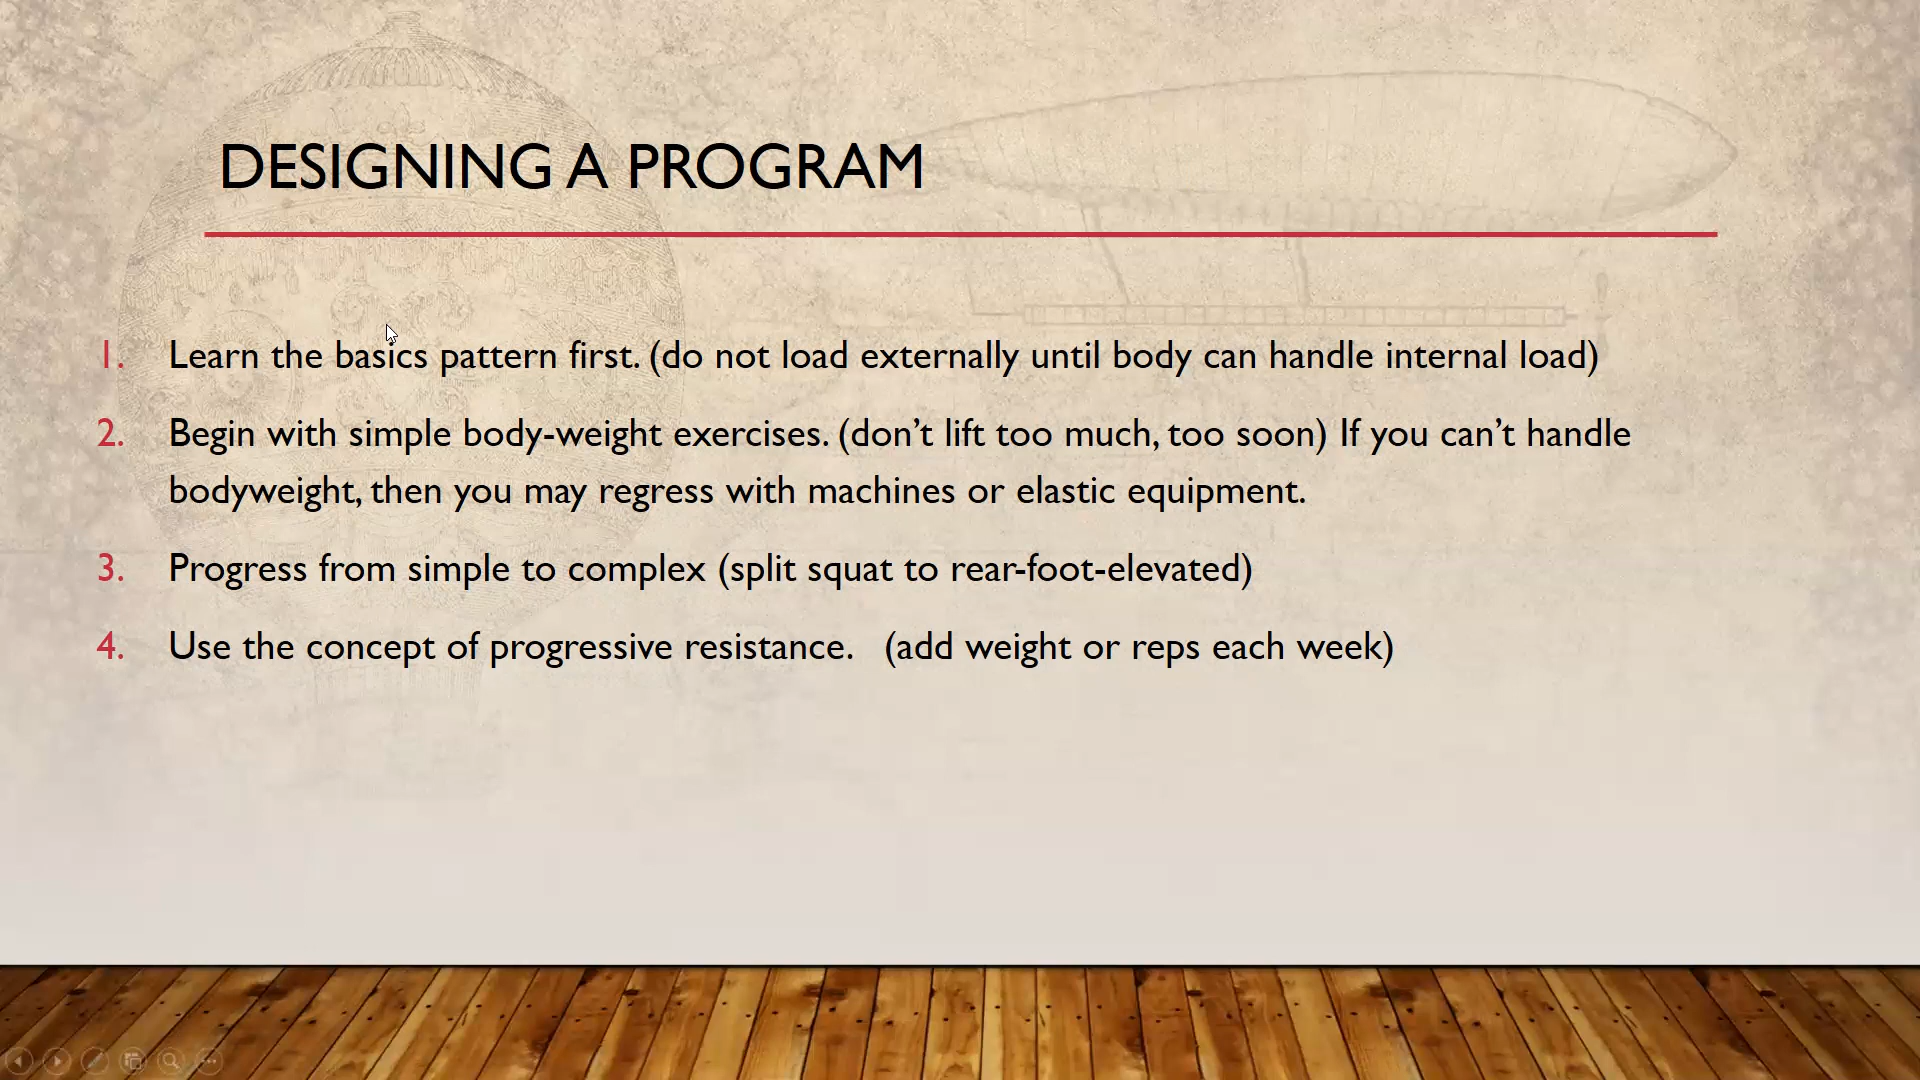 DESIGNING A PROGRAM
1. Learn the basics pattern first. (do not load externally until body can handle internal load)
2. Begin with simple body-weight exercises. (don’t lift too much, too soon) If you can’t handle
bodyweight, then you may regress with machines or elastic equipment.
3. Progress from simple to complex (split squat to rear-foot-elevated)
4. Use the concept of progressive resistance.   (add weight or reps each week)